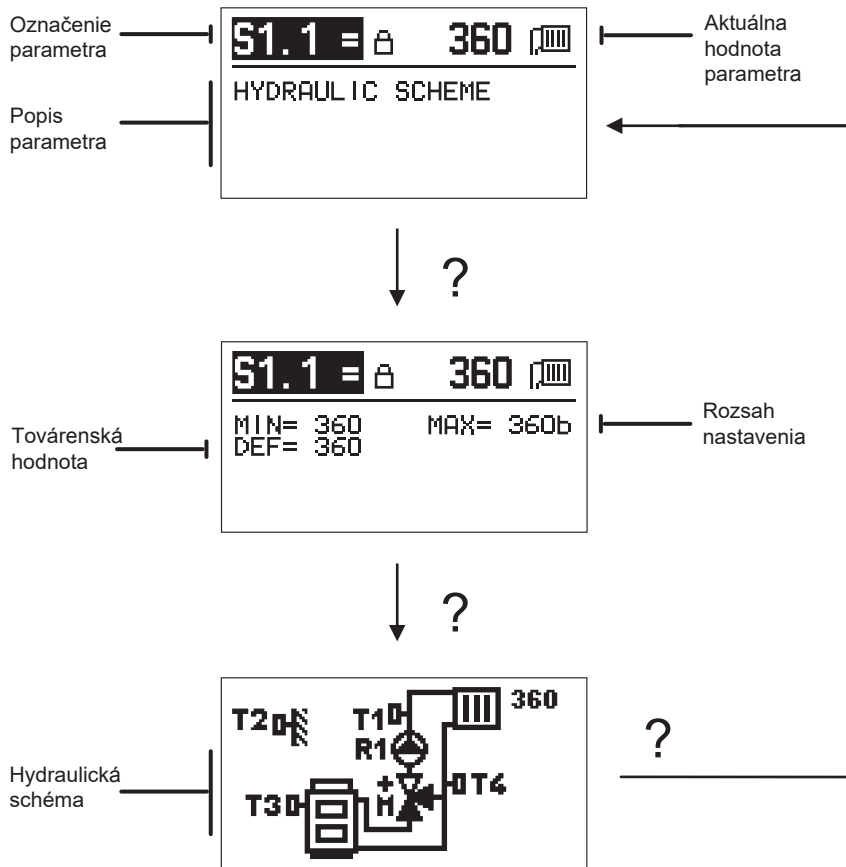 Označenie
parametra
S1.1 = 360
Aktuálna
hodnota
parametra
Popis
parametra
HYDRAULIC SCHEME
?
S1.1 = 360
Továrenská
hodnota
MIN= 360 MAX= 360b
DEF= 360
Rozsah
nastavenia
?
Hydraulická
schéma
360
T2 T1
R1
+
M T4
T3
?